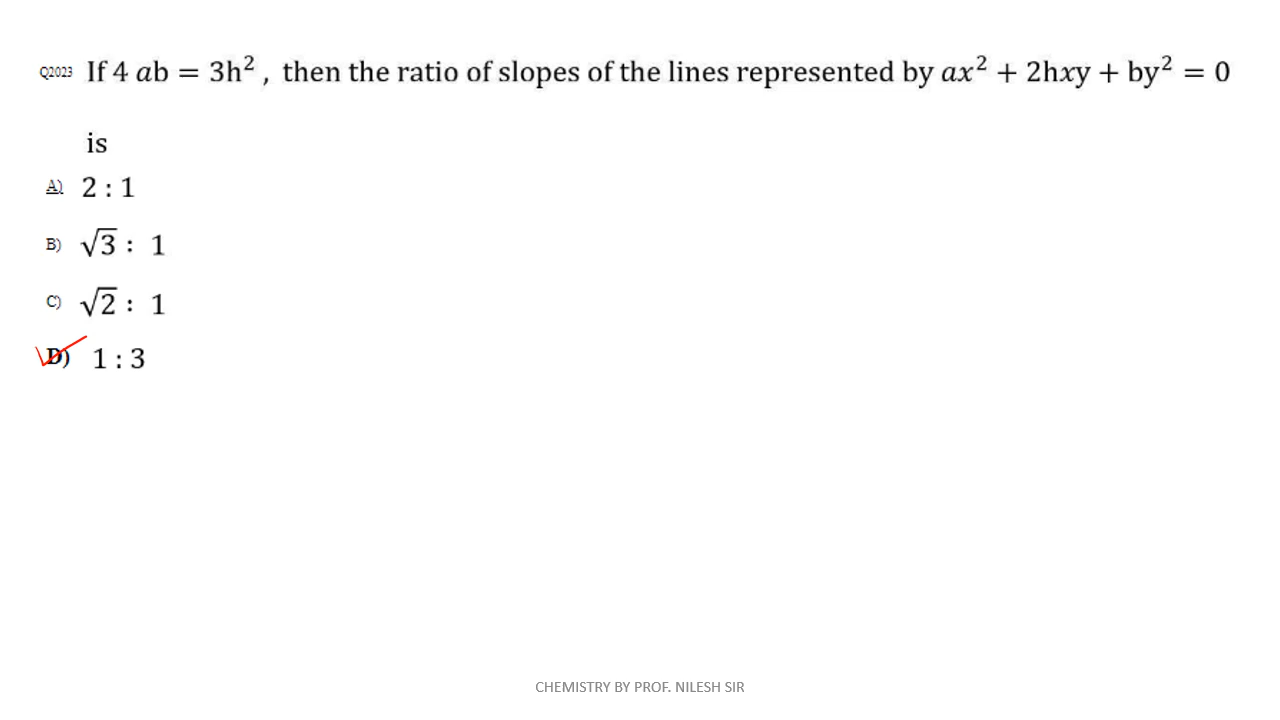 Q2023 If 4 ab = 3h² , then the ratio of slopes of the lines represented by ax² + 2hxy + by² = 0
is
A) 2 : 1
B) √3 : 1
C) √2 : 1
D) 1 : 3
CHEMISTRY BY PROF. NILESH SIR